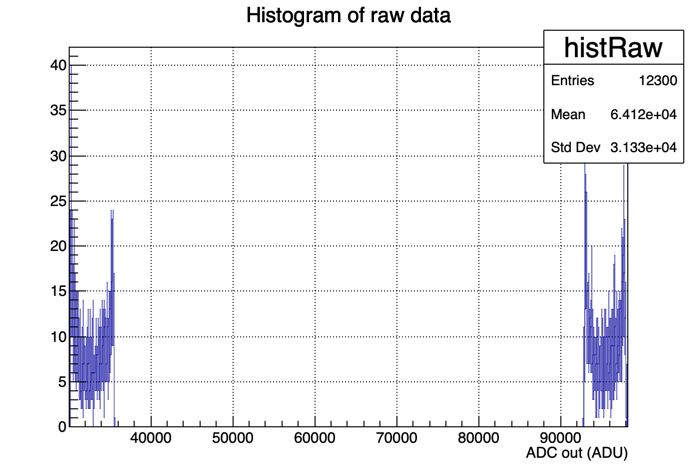 Histogram of raw data
histRaw
Entries 12300
Mean 6.412e+04
Std Dev 3.133e+04
40
35
30
25
20
15
10
5
0
40000 50000 60000 70000 80000 90000
ADC out (ADU)